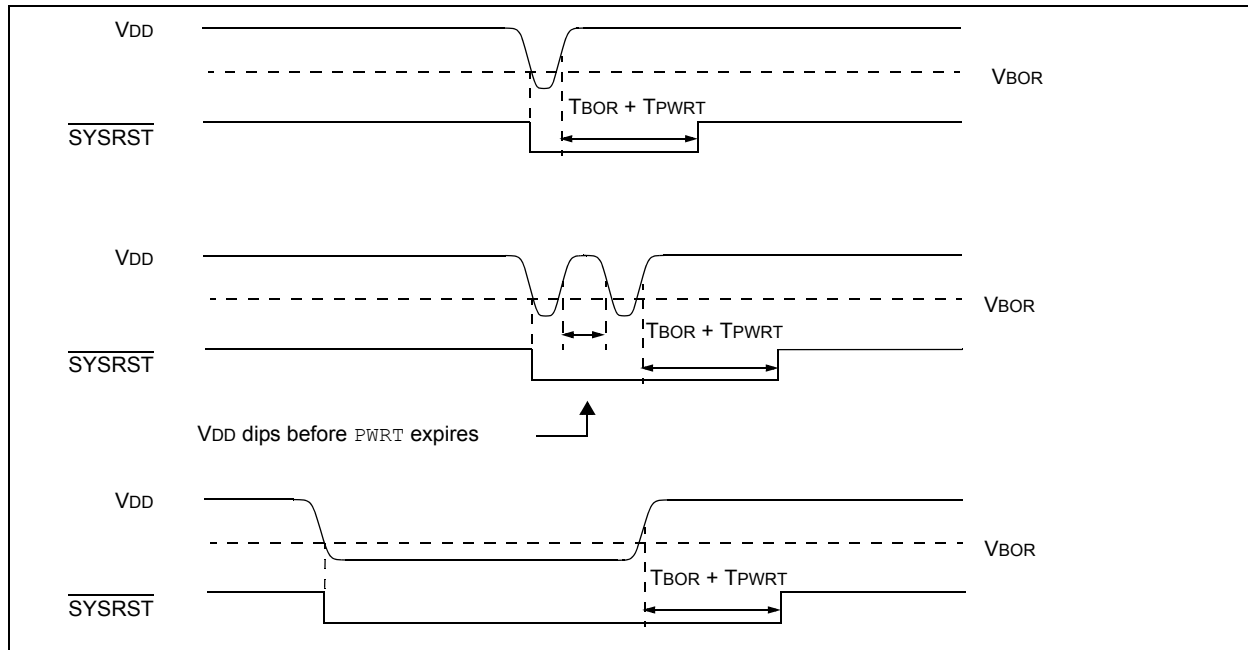 VDD
VBOR
TBOR + TPWRT
SYSRST
VDD
VBOR
TBOR + TPWRT
SYSRST
VDD dips before PWRT expires
VDD
VBOR
TBOR + TPWRT
SYSRST